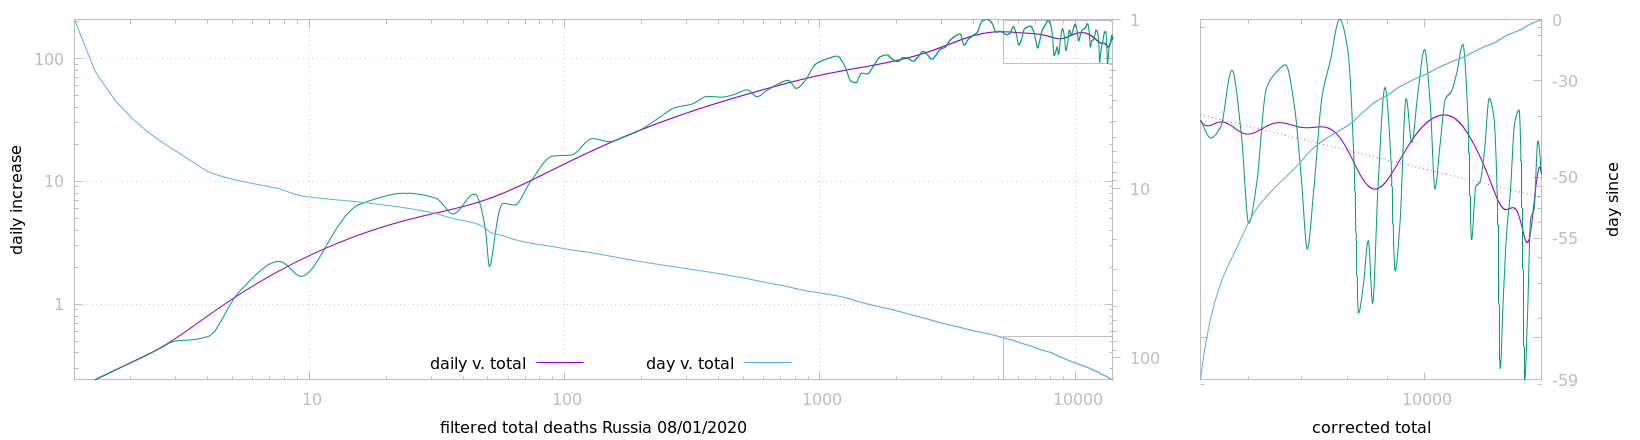 daily increase
100
10
1
1
10
100
10
100
1000
10000
daily v. total
day v. total
filtered total deaths Russia 08/01/2020
0
-30
-50
-55
-59
day since
10000
corrected total